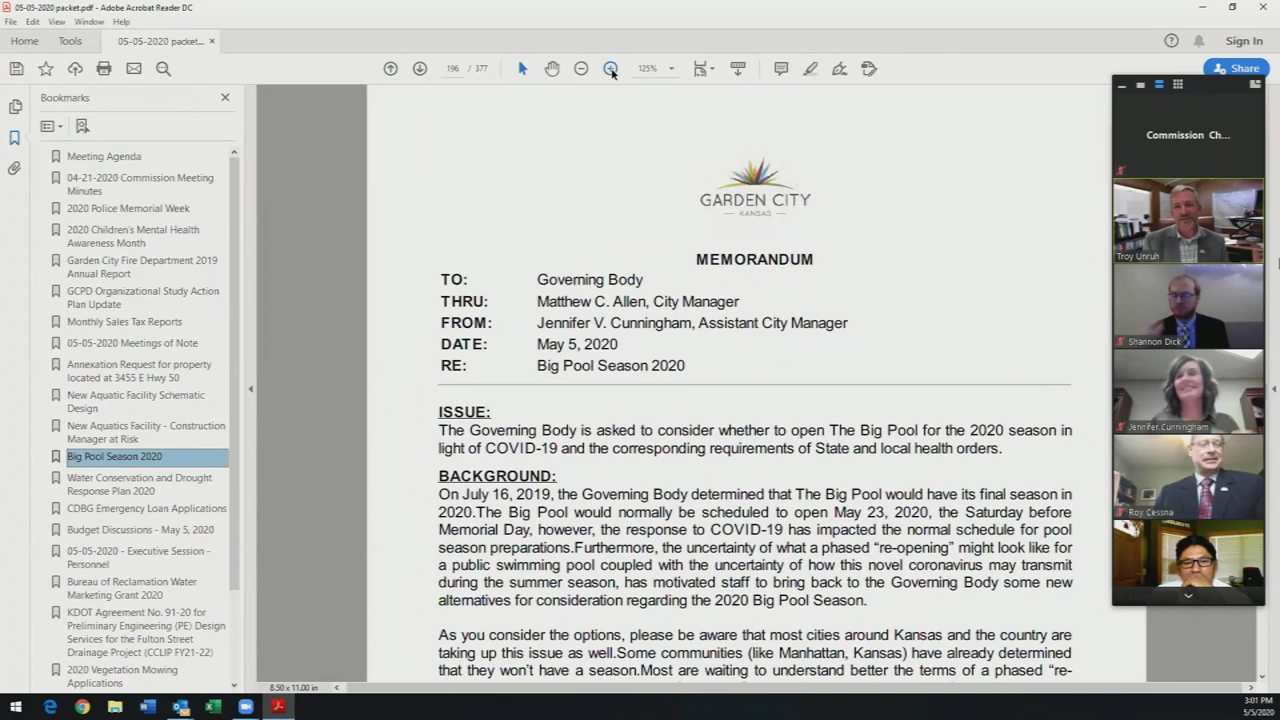 05-05-2020 packet.pdf - Adobe Acrobat Reader DC
File Edit View Window Help
Home Tools 05-05-2020 packet... ×
Sign In
196 / 377
125%
Share
Bookmarks
Meeting Agenda
04-21-2020 Commission Meeting
Minutes
2020 Police Memorial Week
2020 Children's Mental Health
Awareness Month
Garden City Fire Department 2019
Annual Report
GCPD Organizational Study Action
Plan Update
Monthly Sales Tax Reports
05-05-2020 Meetings of Note
Annexation Request for property
located at 3455 E Hwy 50
New Aquatic Facility Schematic
Design
New Aquatics Facility - Construction
Manager at Risk
Big Pool Season 2020
Water Conservation and Drought
Response Plan 2020
CDBG Emergency Loan Applications
Budget Discussions - May 5, 2020
05-05-2020 - Executive Session -
Personnel
Bureau of Reclamation Water
Marketing Grant 2020
KDOT Agreement No. 91-20 for
Preliminary Engineering (PE) Design
Services for the Fulton Street
Drainage Project (CCLIP FY21-22)
2020 Vegetation Mowing
Applications
GARDEN CITY
KANSAS
MEMORANDUM
TO: Governing Body
THRU: Matthew C. Allen, City Manager
FROM: Jennifer V. Cunningham, Assistant City Manager
DATE: May 5, 2020
RE: Big Pool Season 2020
ISSUE:
The Governing Body is asked to consider whether to open The Big Pool for the 2020 season in
light of COVID-19 and the corresponding requirements of State and local health orders.
BACKGROUND:
On July 16, 2019, the Governing Body determined that The Big Pool would have its final season in
2020.The Big Pool would normally be scheduled to open May 23, 2020, the Saturday before
Memorial Day, however, the response to COVID-19 has impacted the normal schedule for pool
season preparations.Furthermore, the uncertainty of what a phased “re-opening” might look like for
a public swimming pool coupled with the uncertainty of how this novel coronavirus may transmit
during the summer season, has motivated staff to bring back to the Governing Body some new
alternatives for consideration regarding the 2020 Big Pool Season.
As you consider the options, please be aware that most cities around Kansas and the country are
taking up this issue as well.Some communities (like Manhattan, Kansas) have already determined
that they won't have a season.Most are waiting to understand better the terms of a phased “re-
8.50 x 11.00 in
Commission Ch...
Troy Unruh
Shannon Dick
Jennifer.Cunningham
Roy Cessna
3:01 PM
5/5/2020